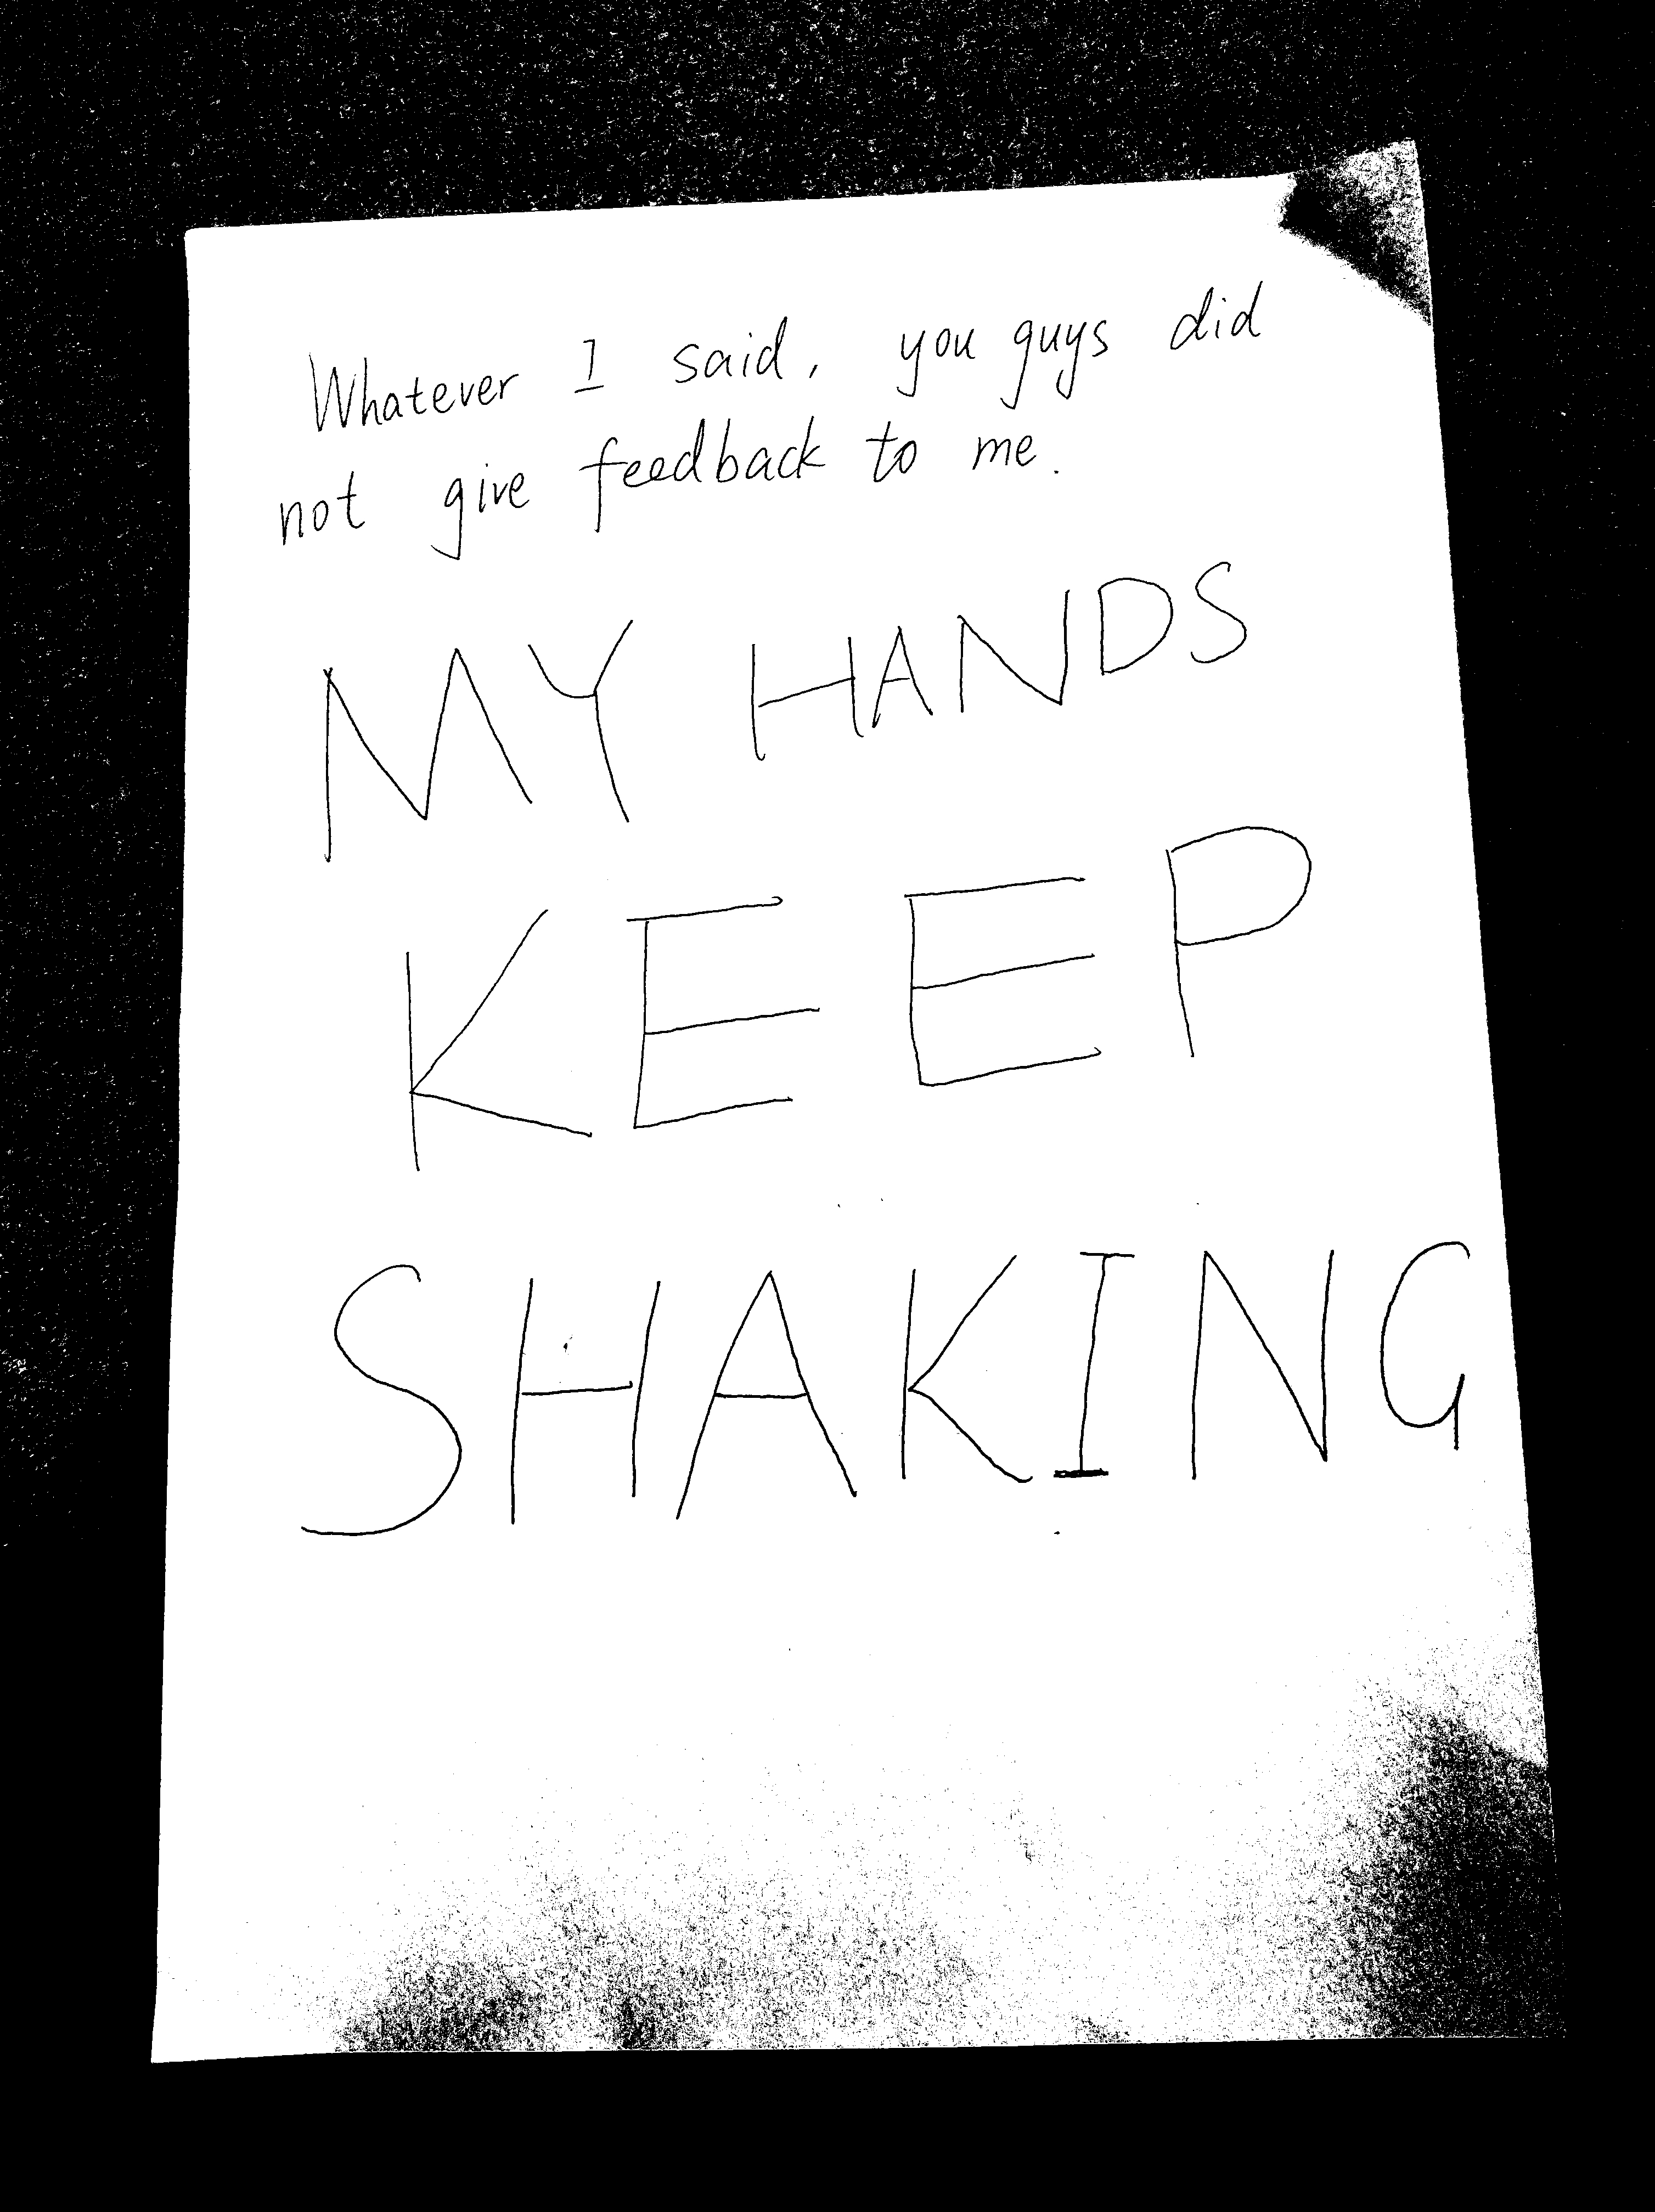 Whatever I said, you guys did
not give feedback to me.
MY HANDS
KEEP
SHAKING